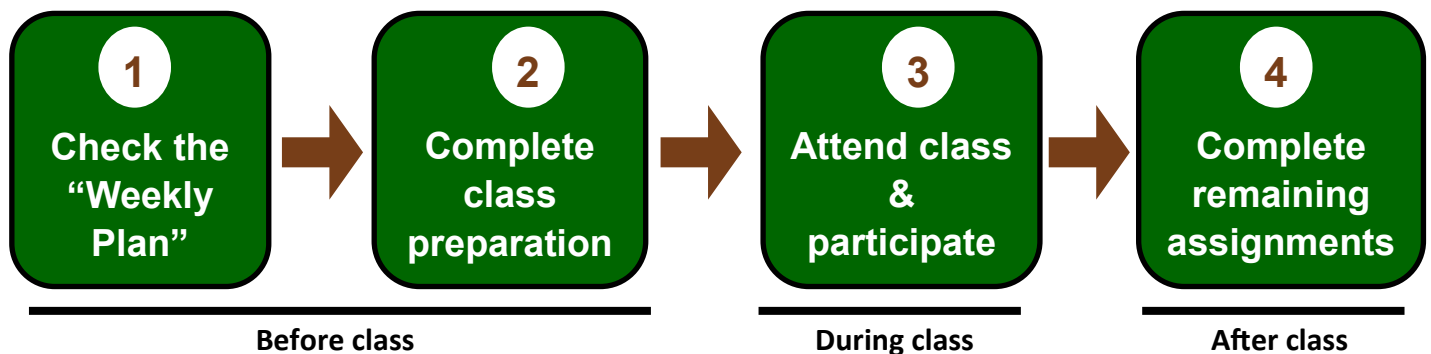 1
Check the
“Weekly
Plan”
2
Complete
class
preparation
3
Attend class
&
participate
4
Complete
remaining
assignments
Before class
During class
After class